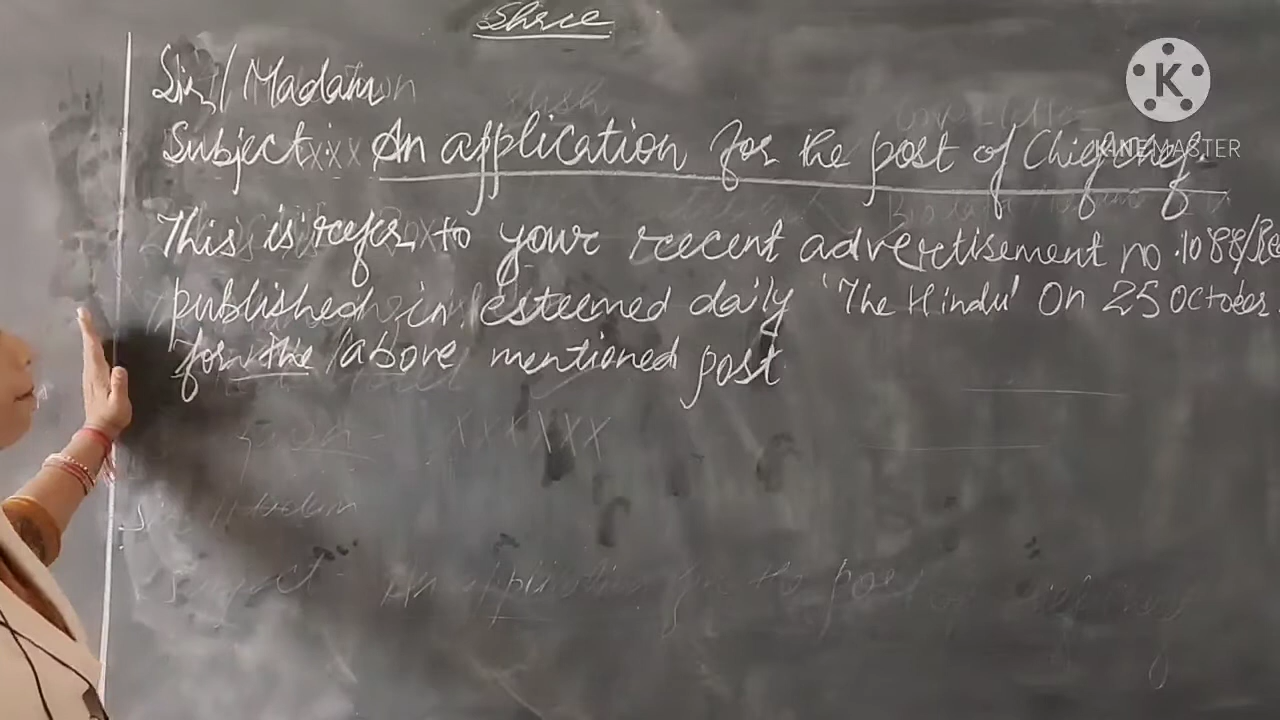 Shree
Sir/Madam
Subject: An application for the post of Chief
This is refer to your recent advertisement no. 1088/Re
published in esteemed daily 'The Hindu' On 25 October
for the above mentioned post
XXXXXX
K
KINEMASTER